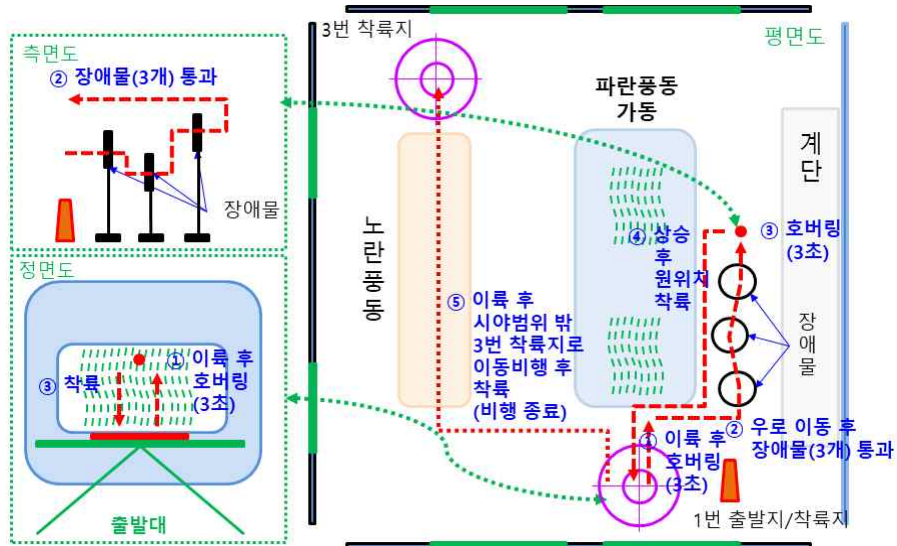 측면도
② 장애물(3개) 통과
장애물
정면도
① 이륙 후
호버링
(3초)
③ 착륙
출발대
3번 착륙지
평면도
파란풍동
가동
계단
노란풍동
③ 호버링
(3초)
④ 상승
후
원위치
착륙
장애물
⑤ 이륙 후
시야범위 밖
3번 착륙지로
이동비행 후
착륙
(비행 종료)
① 이륙 후
호버링
(3초)
② 우로 이동 후
장애물(3개) 통과
1번 출발지/착륙지